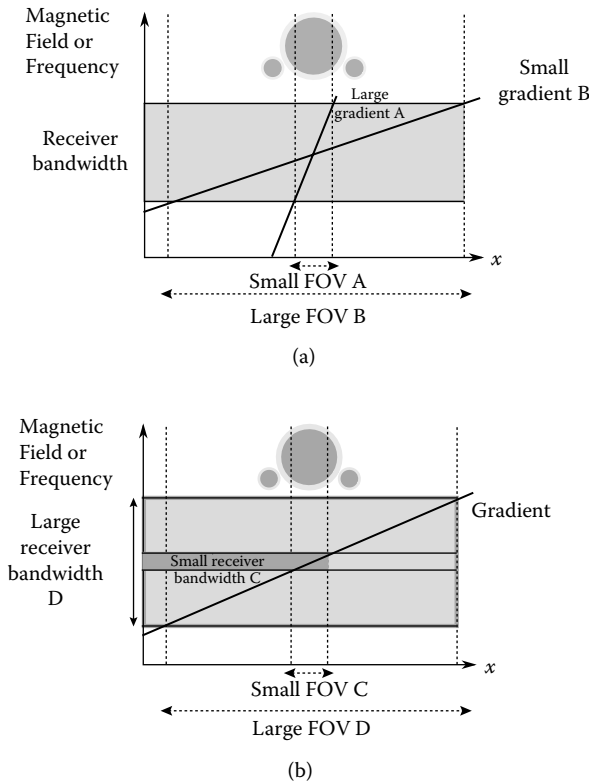 Magnetic
Field or
Frequency
Small
gradient B
Large
gradient A
Receiver
bandwidth
x
Small FOV A
Large FOV B
(a)
Magnetic
Field or
Frequency
Gradient
Large
receiver
bandwidth
D
Small receiver
bandwidth C
x
Small FOV C
Large FOV D
(b)